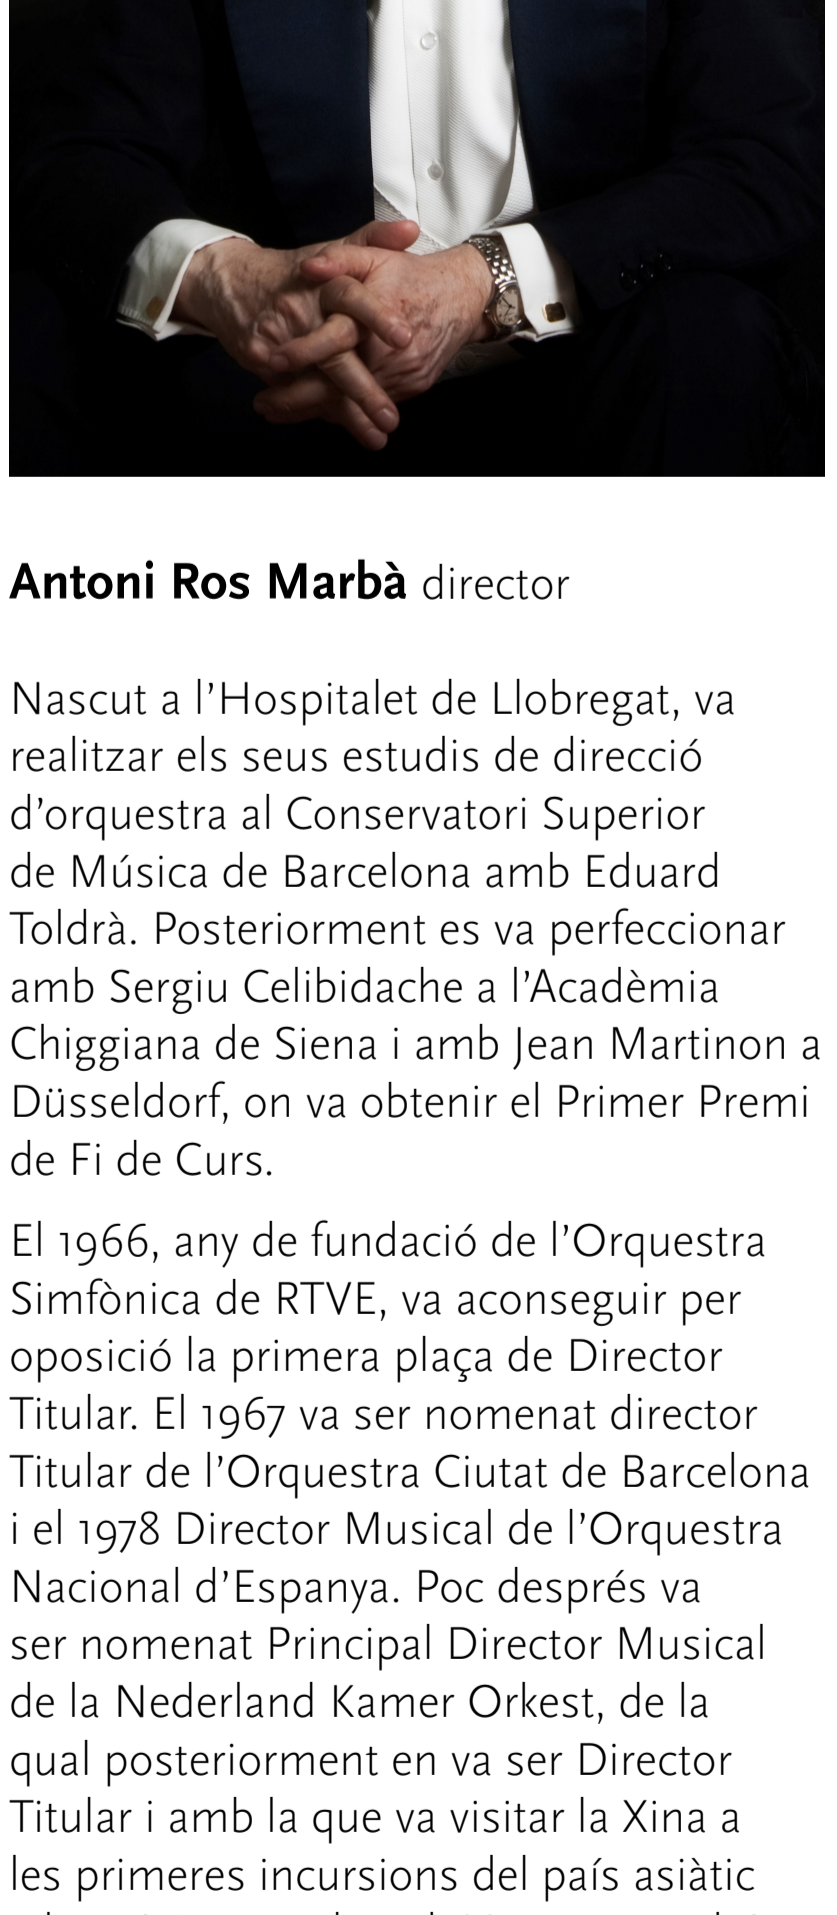 Antoni Ros Marbà director
Nascut a l’Hospitalet de Llobregat, va
realitzar els seus estudis de direcció
d’orquestra al Conservatori Superior
de Música de Barcelona amb Eduard
Toldrà. Posteriorment es va perfeccionar
amb Sergiu Celibidache a l’Acadèmia
Chiggiana de Siena i amb Jean Martinon a
Düsseldorf, on va obtenir el Primer Premi
de Fi de Curs.
El 1966, any de fundació de l’Orquestra
Simfònica de RTVE, va aconseguir per
oposició la primera plaça de Director
Titular. El 1967 va ser nomenat director
Titular de l’Orquestra Ciutat de Barcelona
i el 1978 Director Musical de l’Orquestra
Nacional d’Espanya. Poc després va
ser nomenat Principal Director Musical
de la Nederland Kamer Orkest, de la
qual posteriorment en va ser Director
Titular i amb la que va visitar la Xina a
les primeres incursions del país asiàtic